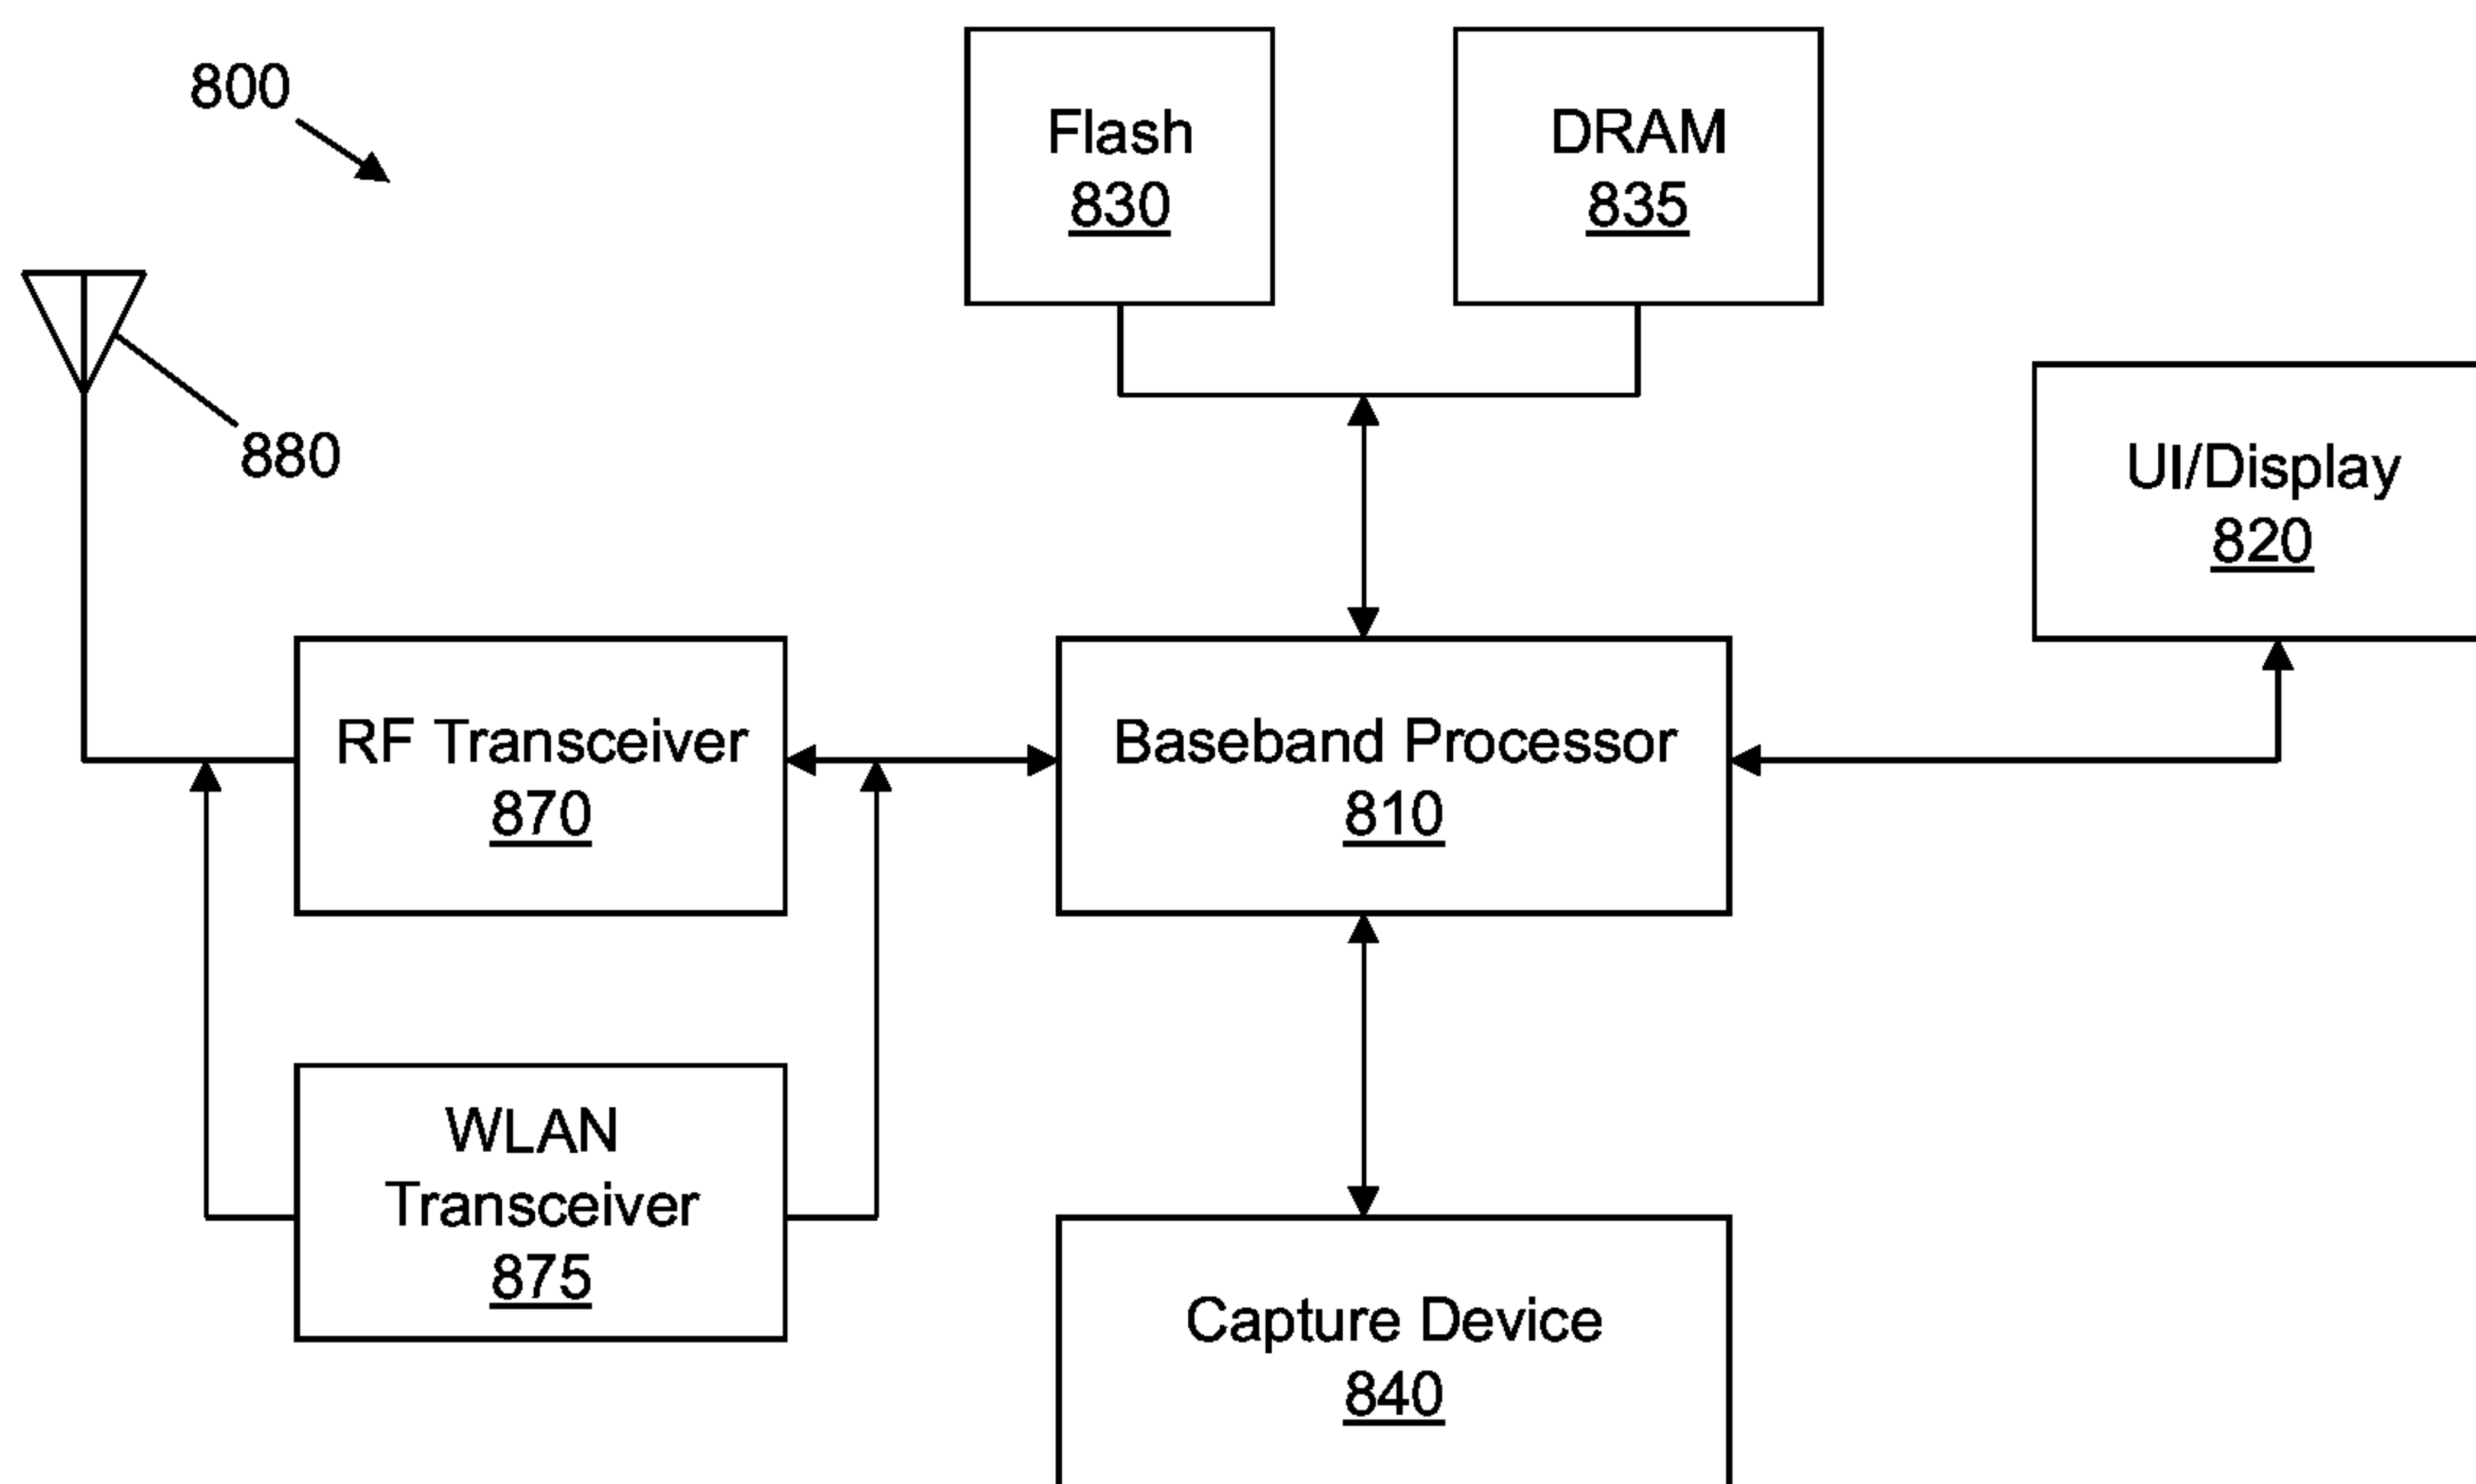 800
Flash
830
DRAM
835
880
UI/Display
820
RF Transceiver
870
Baseband Processor
810
WLAN
Transceiver
875
Capture Device
840